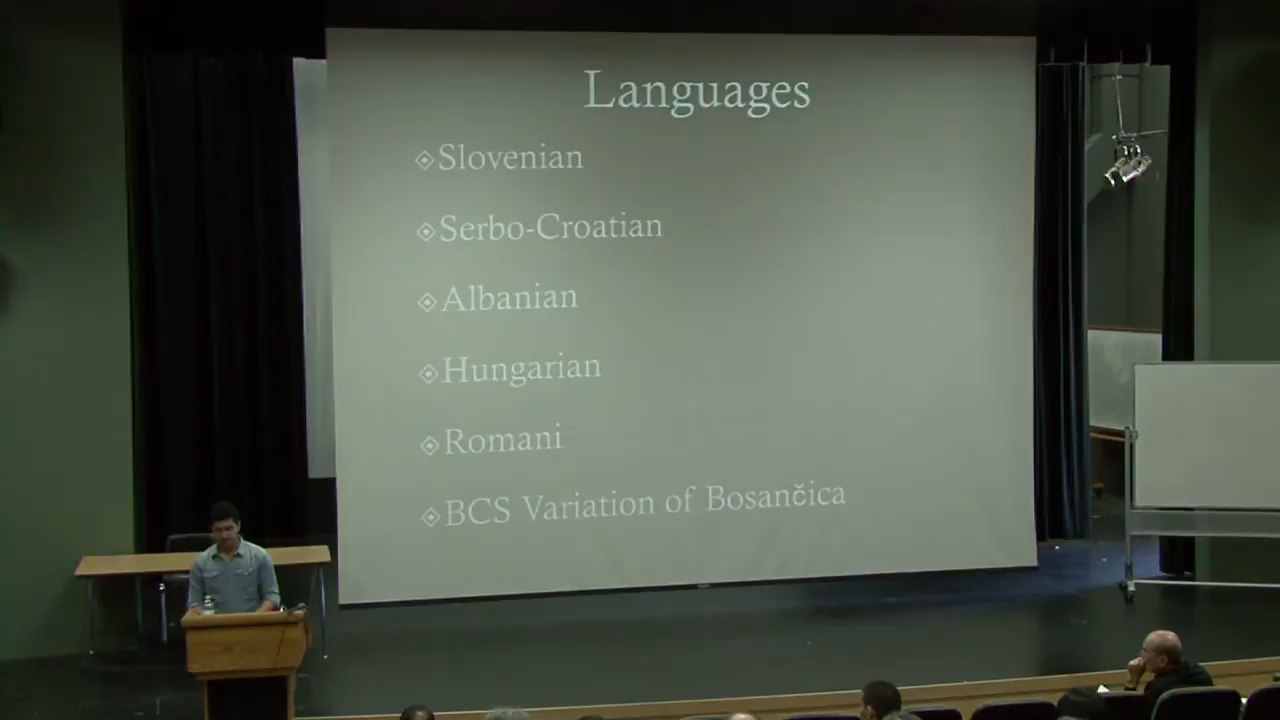 Languages
Slovenian
Serbo-Croatian
Albanian
Hungarian
Romani
BCS Variation of Bosančica